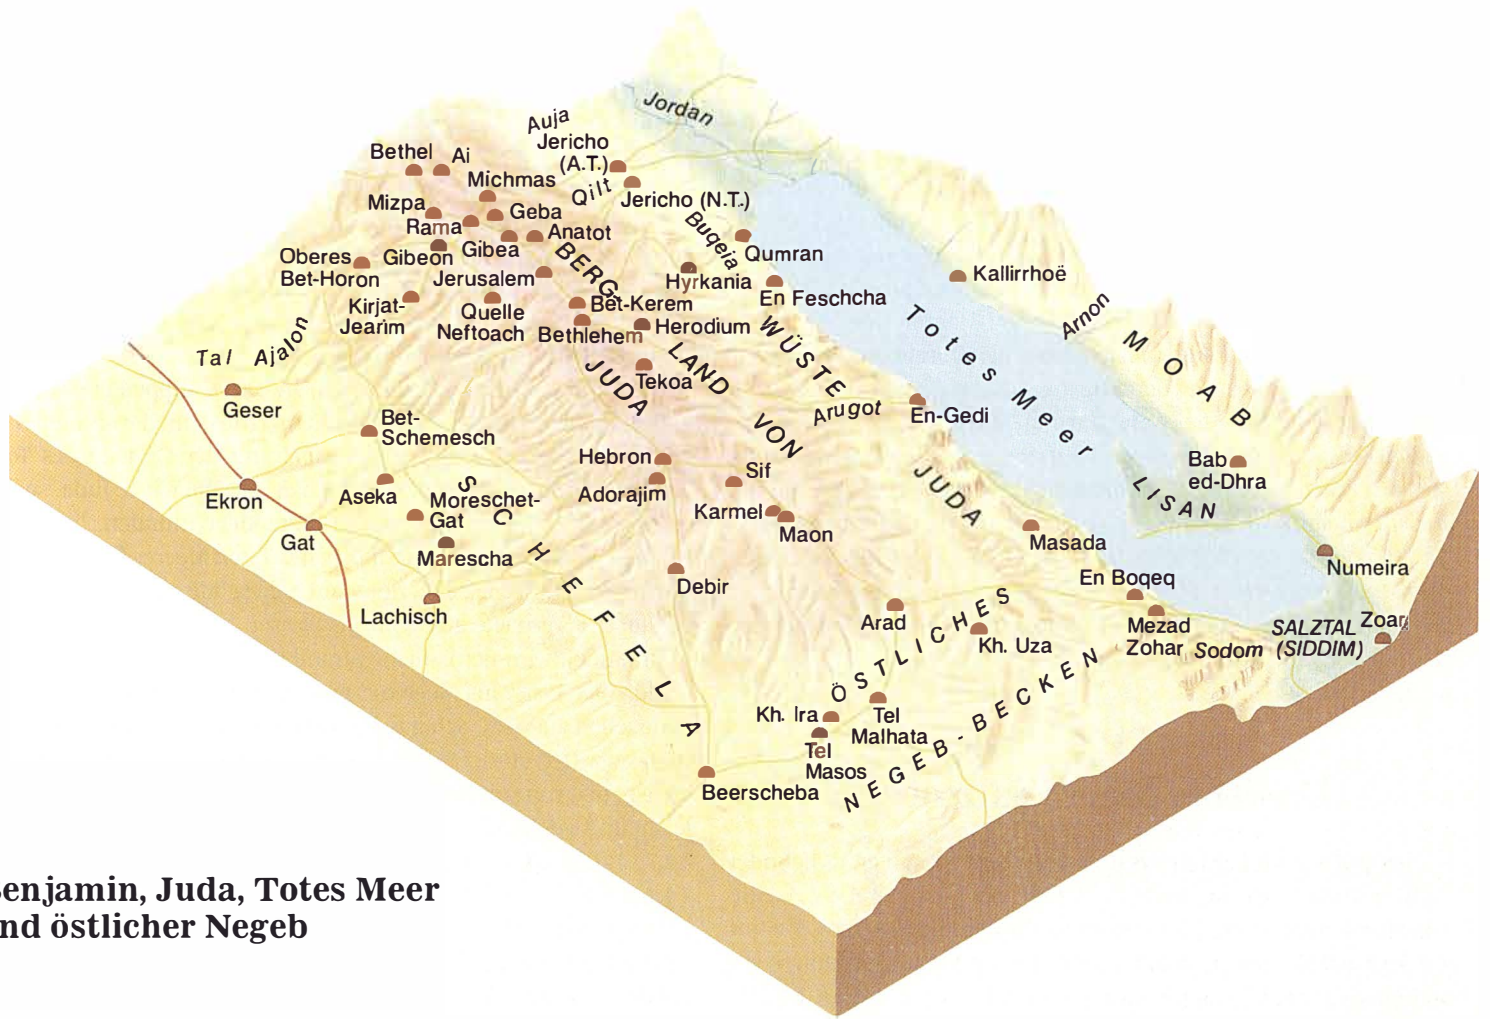 Jordan
Auja
Jericho
(A.T.)
Bethel
Ai
Michmas
Qilt
Jericho (N.T.)
Mizpa
Geba
Rama
Anatot
Buqeia
Qumran
Oberes
Bet-Horon
Gibeon
Gibea
Jerusalem
Hyrkania
Kallirrhoë
En Feschcha
Kirjat-
Jearim
Quelle
Neftoach
Bet-Kerem
Bethlehem
Herodium
Arnon
Tal Ajalon
Tekoa
BERG-
LAND
VON
JUDA
WÜSTE
JUDA
Totes Meer
MOAB
Geser
Arugot
En-Gedi
Bet-
Schemesch
Hebron
Sif
Bab
ed-Dhra
LISAN
Ekron
Aseka
Moreschet-
Gat
Adorajim
Karmel
Maon
Gat
Marescha
Masada
SCHEFELA
Debir
En Boqeq
Numeira
Lachisch
Arad
Kh. Uza
Mezad
Zohar
Sodom
SALZTAL
(SIDDIM)
Zoar
ÖSTLICHES
NEGEB-BECKEN
Kh. Ira
Tel
Malhata
Tel
Masos
Beerscheba
enjamin, Juda, Totes Meer
nd östlicher Negeb